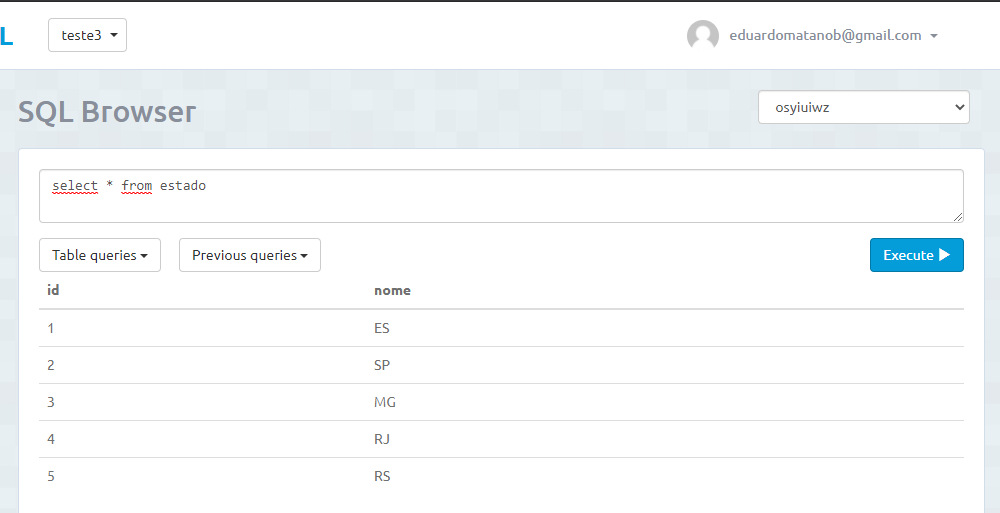 L teste3 eduardomatanob@gmail.com
SQL Browser osyiuiwz
select * from estado
Table queries Previous queries Execute
id nome
1 ES
2 SP
3 MG
4 RJ
5 RS